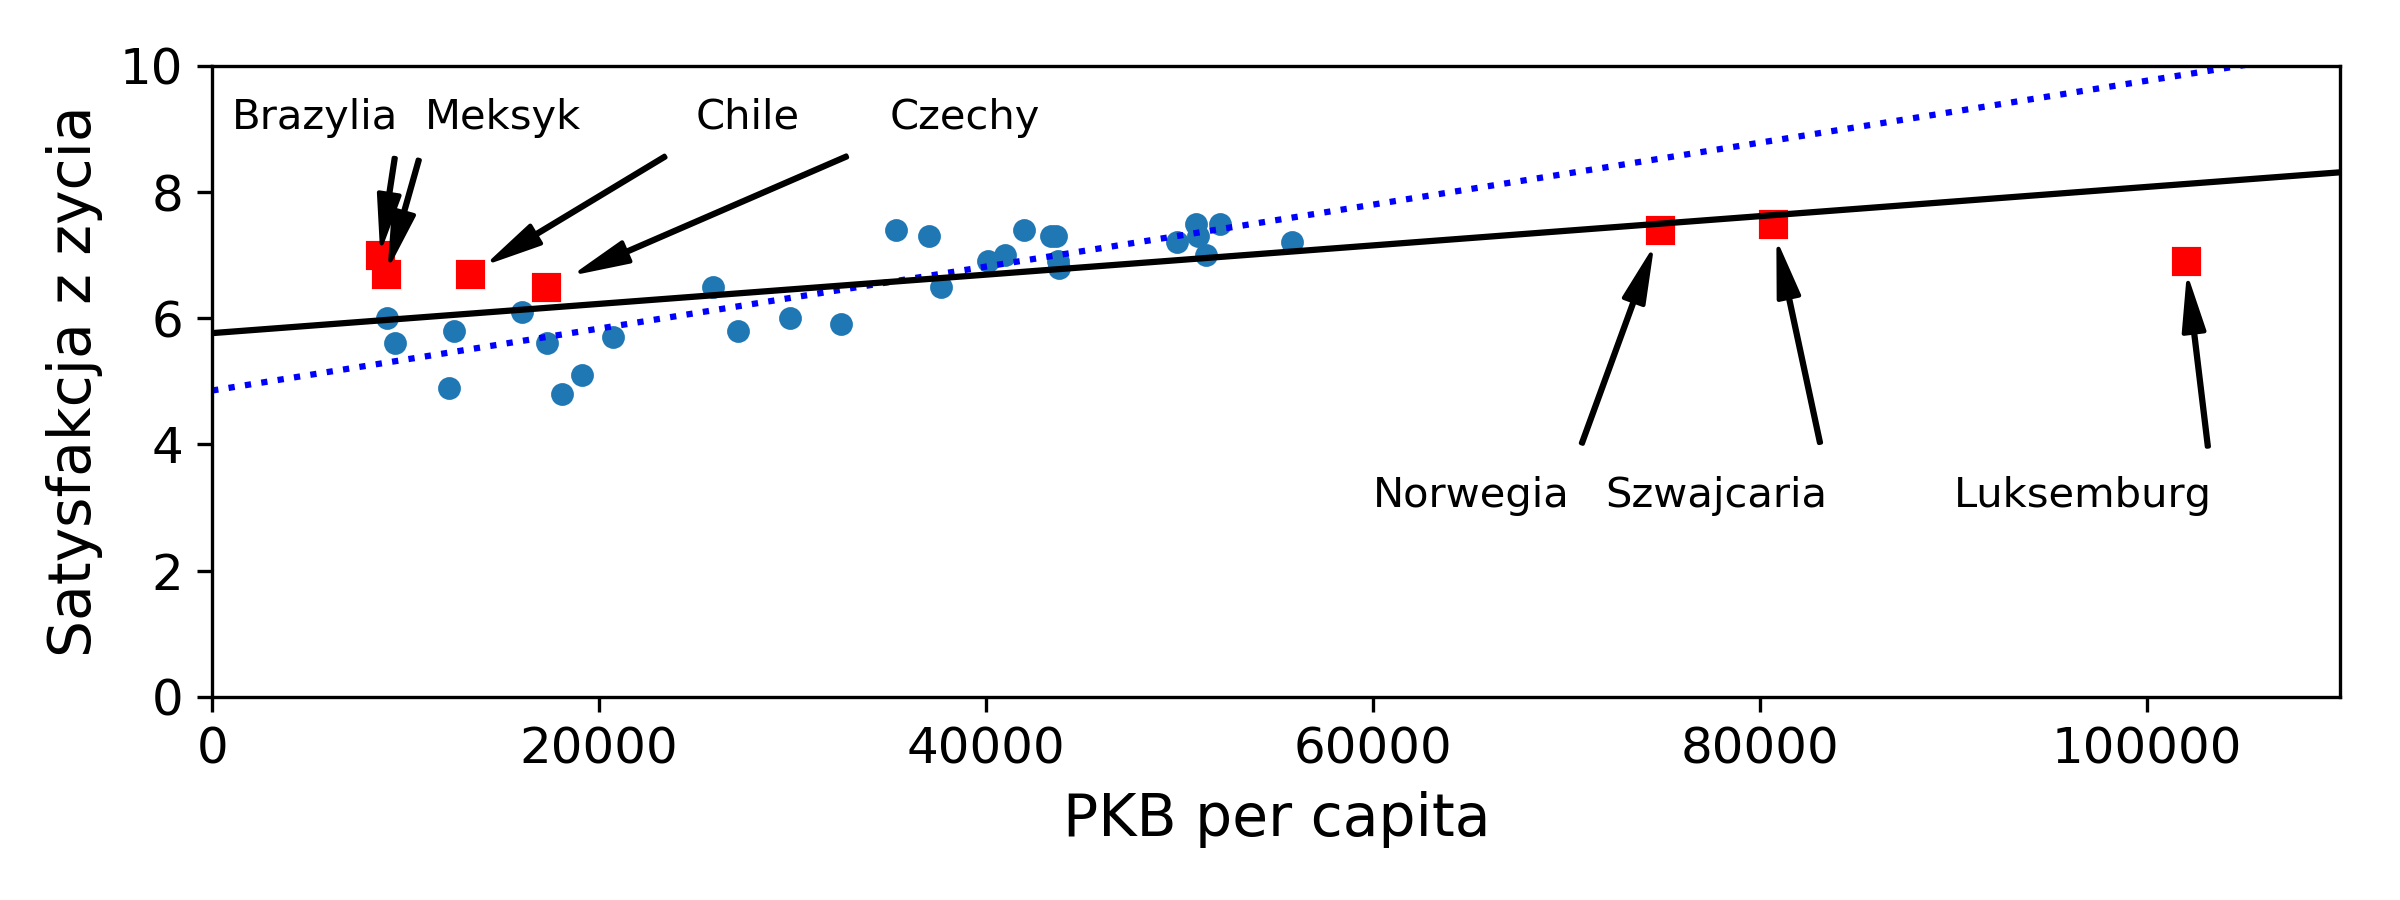 Satysfakcja z zycia
10
8
6
4
2
0
Brazylia Meksyk Chile Czechy
Norwegia Szwajcaria Luksemburg
0 20000 40000 60000 80000 100000
PKB per capita